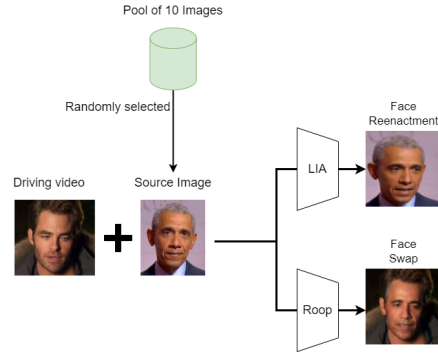 Pool of 10 Images
Randomly selected
Driving video
Source Image
LIA
Face
Reenactment
Roop
Face
Swap